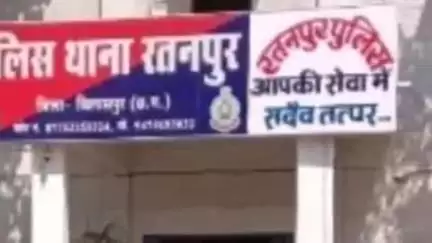 लिस थाना रतनपुर
जिला- बिलासपुर (छ.ग.)
रतनपुर पुलिस
आपकी सेवा में
सदैव तत्पर...